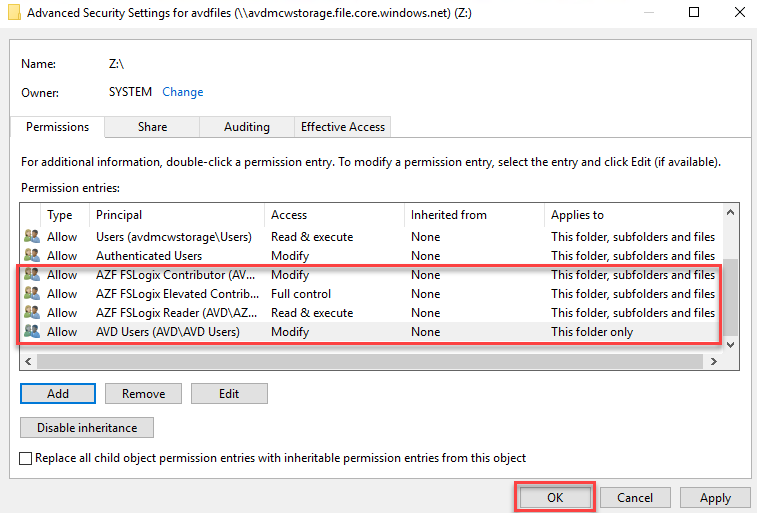 Advanced Security Settings for avdfiles (\\avdmcwstorage.file.core.windows.net) (Z:)
Name: Z:\
Owner: SYSTEM Change
Permissions Share Auditing Effective Access
For additional information, double-click a permission entry. To modify a permission entry, select the entry and click Edit (if available).
Permission entries:
Type Principal Access Inherited from Applies to
Allow Users (avdmcwstorage\Users) Read & execute None This folder, subfolders and files
Allow Authenticated Users Modify None This folder, subfolders and files
Allow AZF FSLogix Contributor (AV... Modify None This folder, subfolders and files
Allow AZF FSLogix Elevated Contrib... Full control None This folder, subfolders and files
Allow AZF FSLogix Reader (AVD\AZ... Read & execute None This folder, subfolders and files
Allow AVD Users (AVD\AVD Users) Modify None This folder only
Add Remove Edit
Disable inheritance
Replace all child object permission entries with inheritable permission entries from this object
OK Cancel Apply